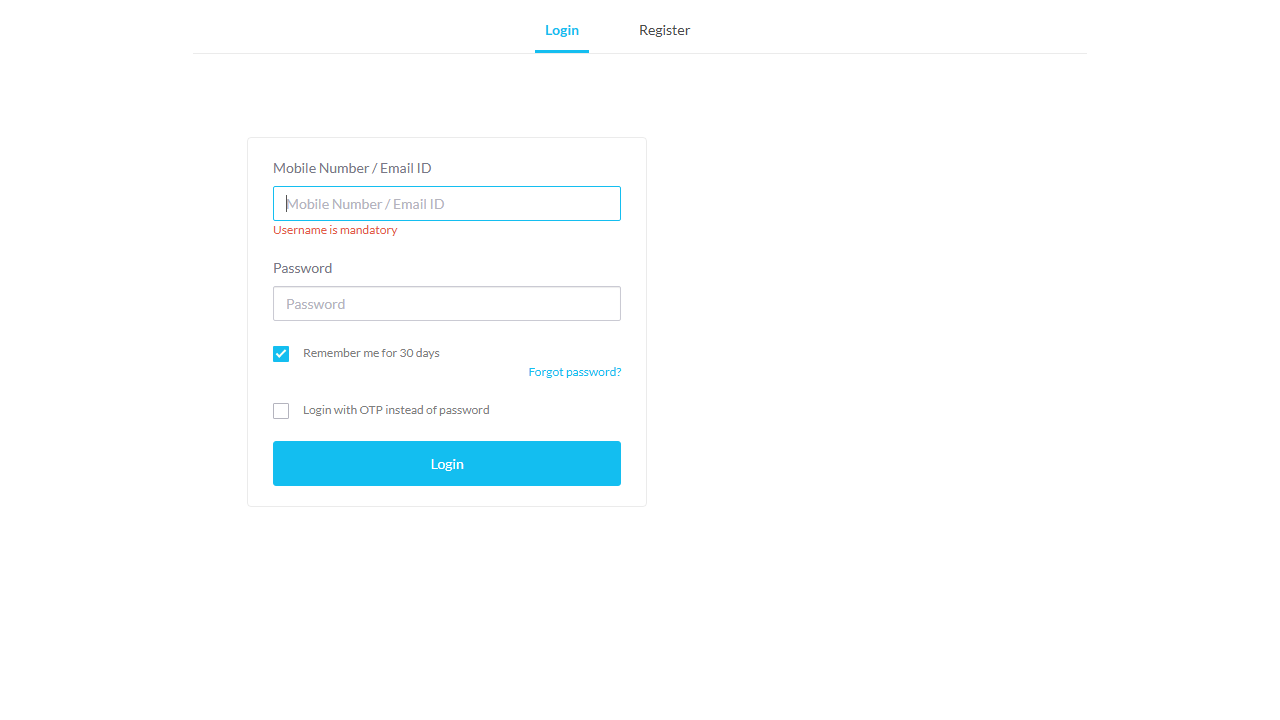 Login Register
Mobile Number / Email ID
Mobile Number / Email ID
Username is mandatory
Password
Password
Remember me for 30 days
Forgot password?
Login with OTP instead of password
Login